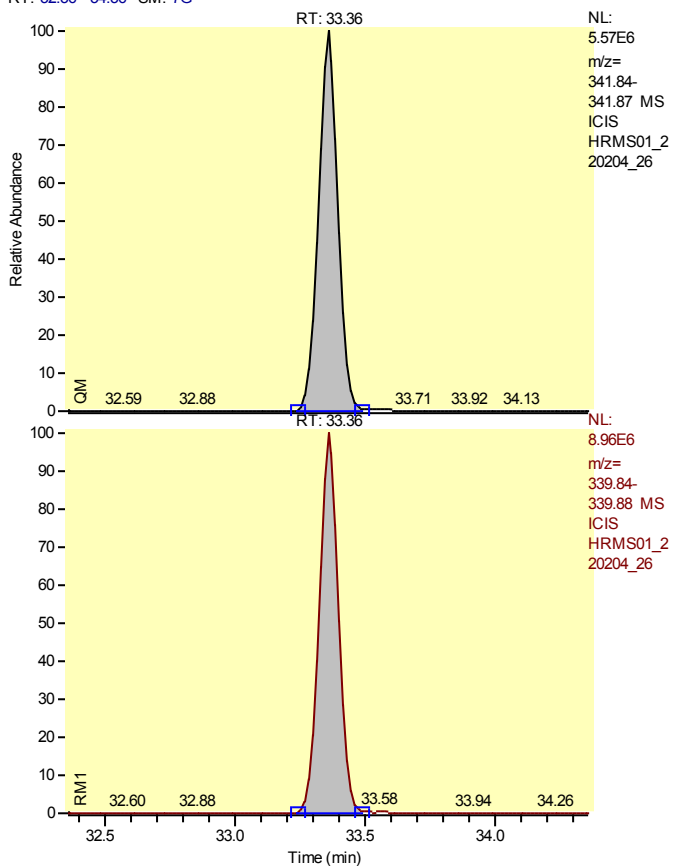 RT: 33.36
NL:
5.57E6
m/z=
341.84-
341.87 MS
ICIS
HRMS01_2
20204_26
100
90
80
70
60
50
40
30
20
10
0
Relative Abundance
QM
32.59 32.88 33.71 33.92 34.13
RT: 33.36
NL:
8.96E6
m/z=
339.84-
339.88 MS
ICIS
HRMS01_2
20204_26
100
90
80
70
60
50
40
30
20
10
0
RM1
32.60 32.88 33.58 33.94 34.26
32.5 33.0 33.5 34.0
Time (min)